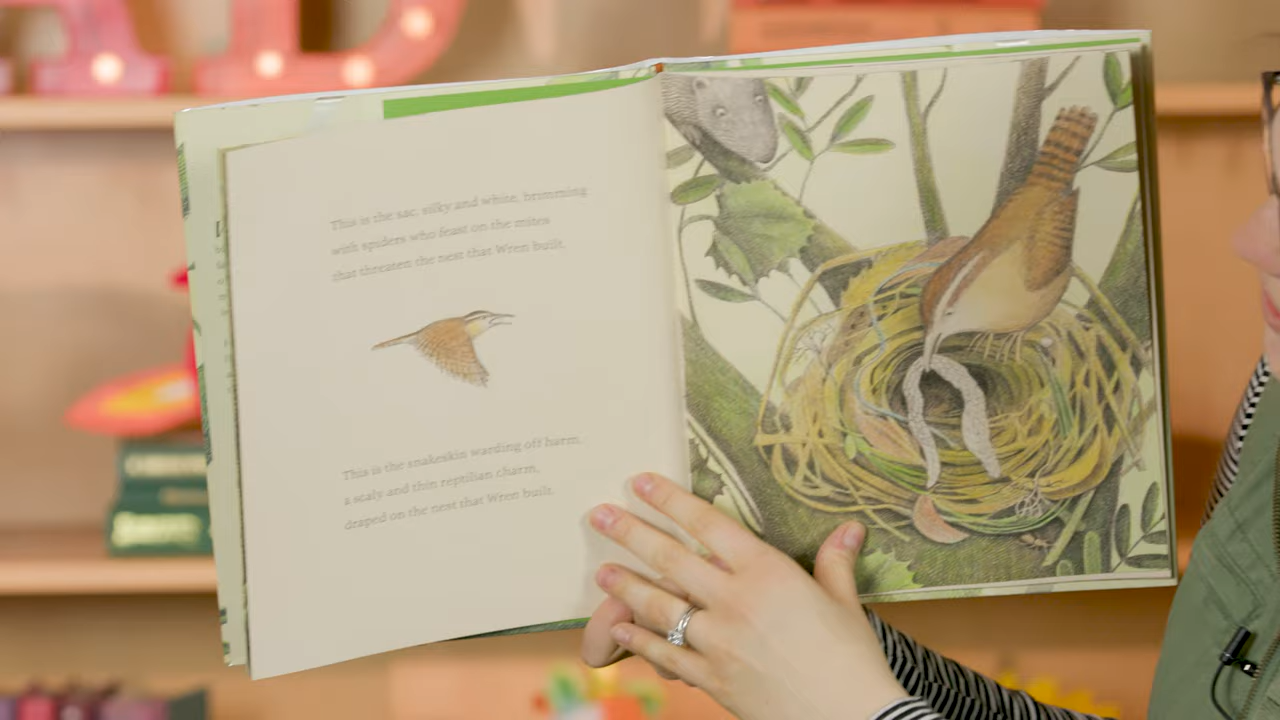 This is the sac, silky and white, brimming
with spiders who feast on the mites
that threaten the nest that Wren built.
This is the snakeskin warding off harm,
a scaly and thin reptilian charm,
draped on the nest that Wren built.